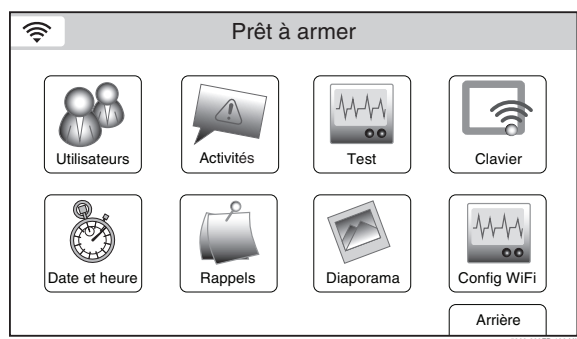 Prêt à armer
Utilisateurs
Activités
Test
Clavier
Date et heure
Rappels
Diaporama
Config WiFi
Arrière